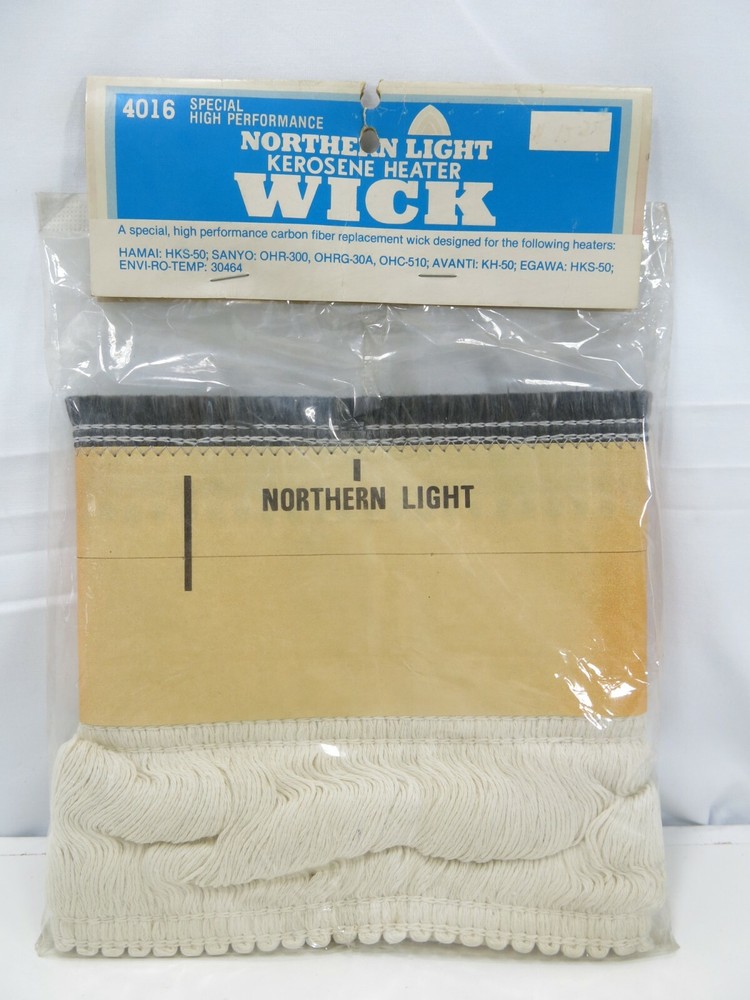 4016 SPECIAL
HIGH PERFORMANCE
NORTHERN LIGHT
KEROSENE HEATER
WICK
A special, high performance carbon fiber replacement wick designed for the following heaters:
HAMAI: HKS-50; SANYO: OHR-300, OHRG-30A, OHC-510; AVANTI: KH-50; EGAWA: HKS-50;
ENVI-RO-TEMP: 30464
NORTHERN LIGHT